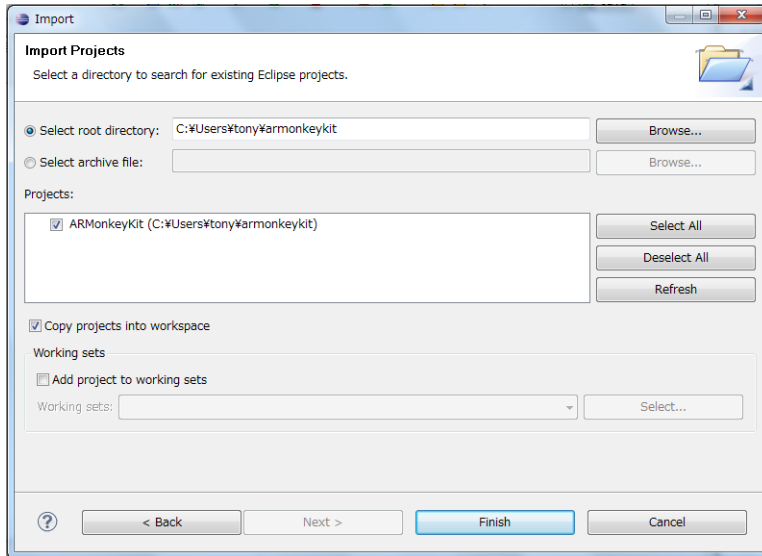 Import
Import Projects
Select a directory to search for existing Eclipse projects.
Select root directory: C:¥Users¥tony¥armonkeykit Browse...
Select archive file: Browse...
Projects:
ARMonkeyKit (C:¥Users¥tony¥armonkeykit)
Select All
Deselect All
Refresh
Copy projects into workspace
Working sets
Add project to working sets
Working sets: Select...
? < Back Next > Finish Cancel